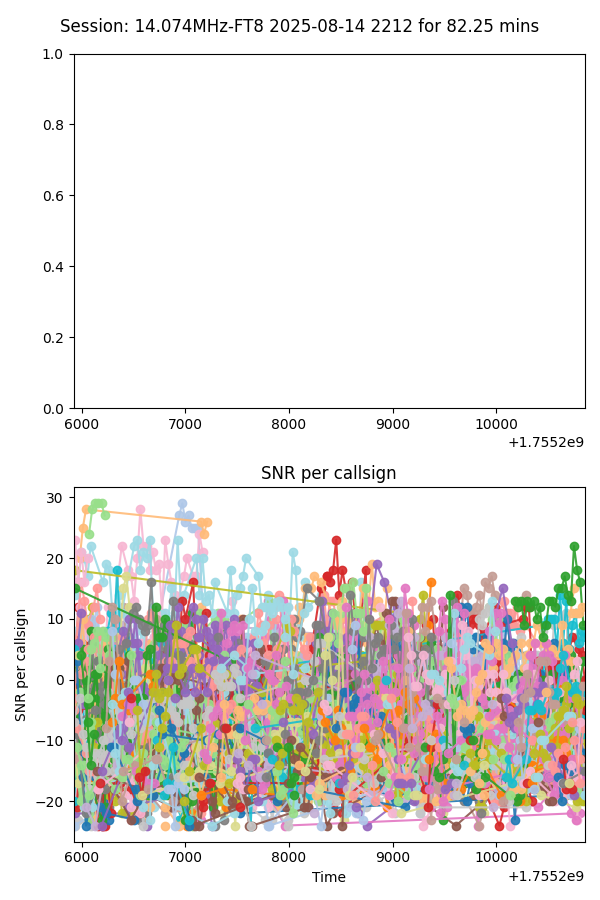 Session: 14.074MHz-FT8 2025-08-14 2212 for 82.25 mins
1.0
0.8
0.6
0.4
0.2
0.0
6000 7000 8000 9000 10000
+1.7552e9
SNR per callsign
30
20
10
0
−10
−20
SNR per callsign
6000 7000 8000 9000 10000
Time
+1.7552e9